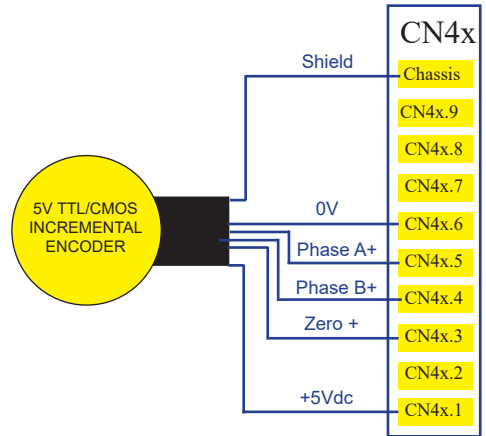 CN4x
Shield
Chassis
CN4x.9
CN4x.8
CN4x.7
5V TTL/CMOS
INCREMENTAL
ENCODER
0V
CN4x.6
Phase A+
CN4x.5
Phase B+
CN4x.4
Zero +
CN4x.3
CN4x.2
+5Vdc
CN4x.1